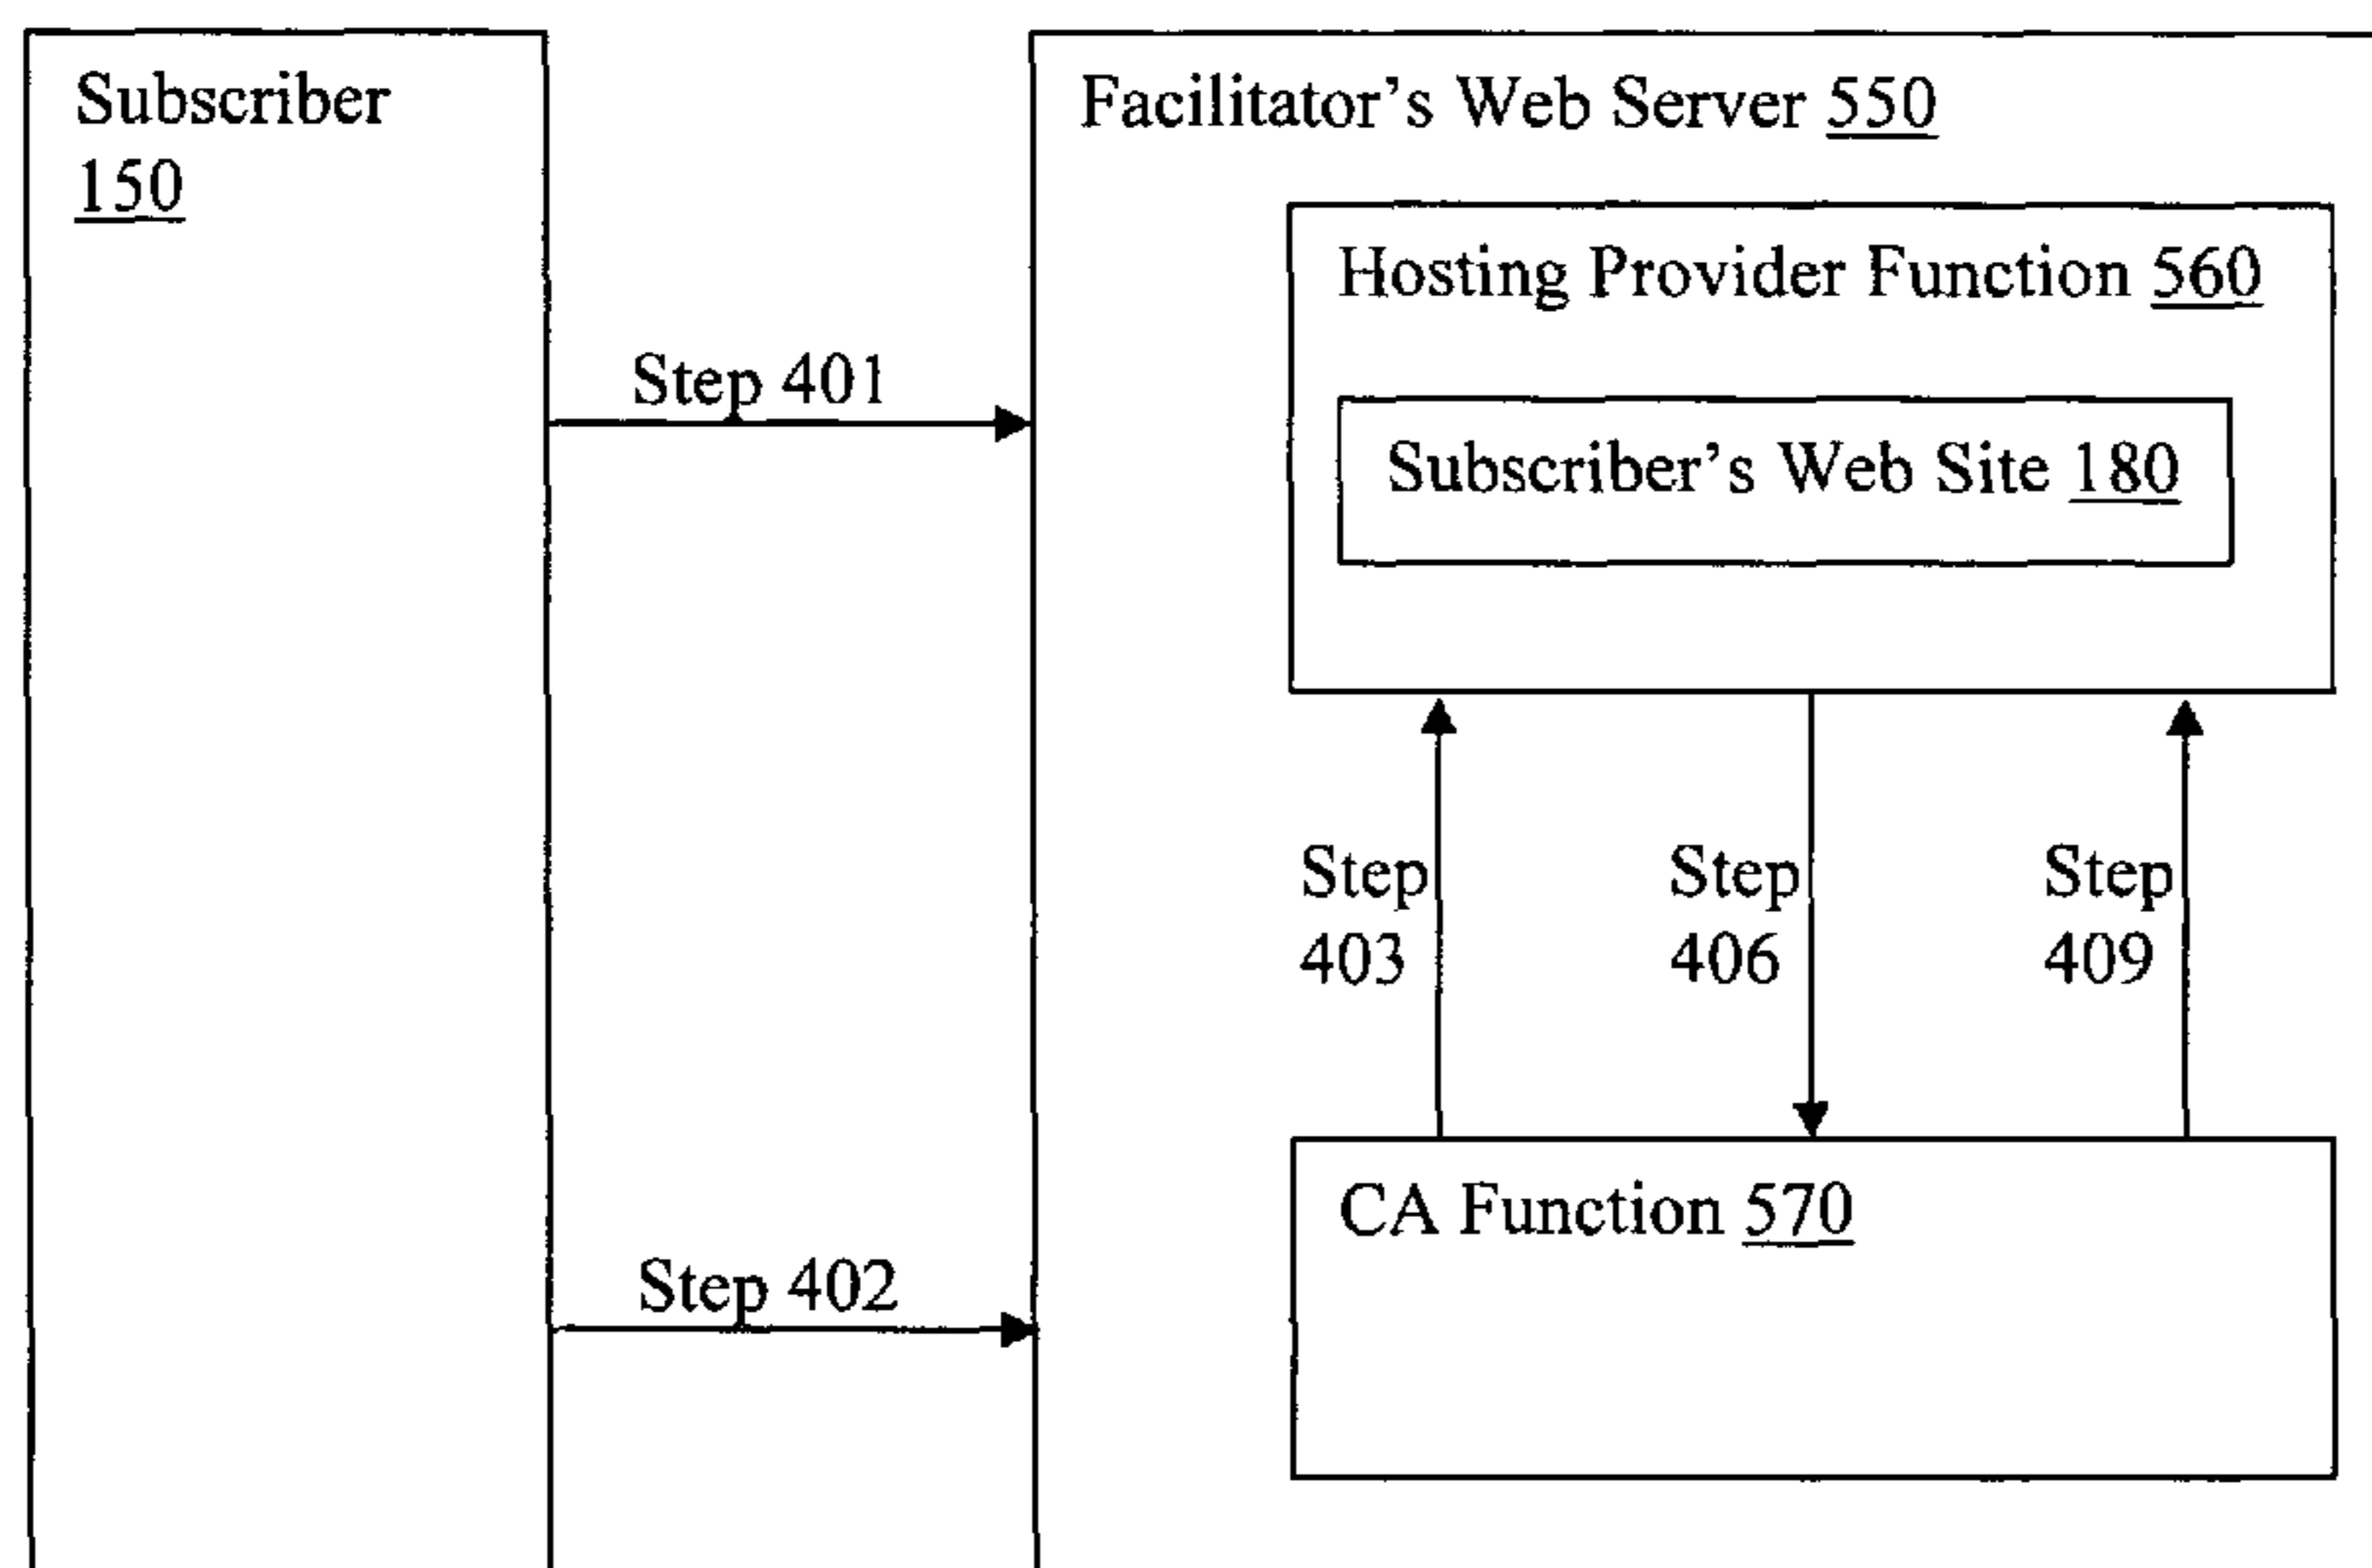 Subscriber
150
Facilitator's Web Server 550
Hosting Provider Function 560
Subscriber's Web Site 180
Step 401
Step
403
Step
406
Step
409
CA Function 570
Step 402